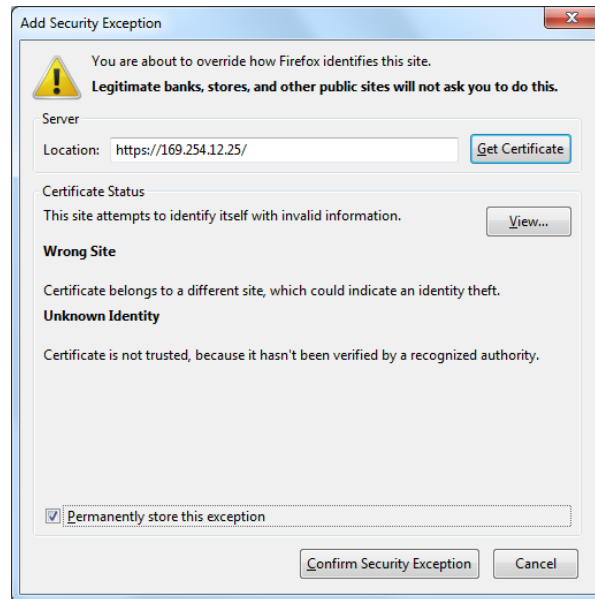 Add Security Exception
You are about to override how Firefox identifies this site.
Legitimate banks, stores, and other public sites will not ask you to do this.
Server
Location: https://169.254.12.25/ Get Certificate
Certificate Status
This site attempts to identify itself with invalid information.
View...
Wrong Site
Certificate belongs to a different site, which could indicate an identity theft.
Unknown Identity
Certificate is not trusted, because it hasn't been verified by a recognized authority.
Permanently store this exception
Confirm Security Exception Cancel